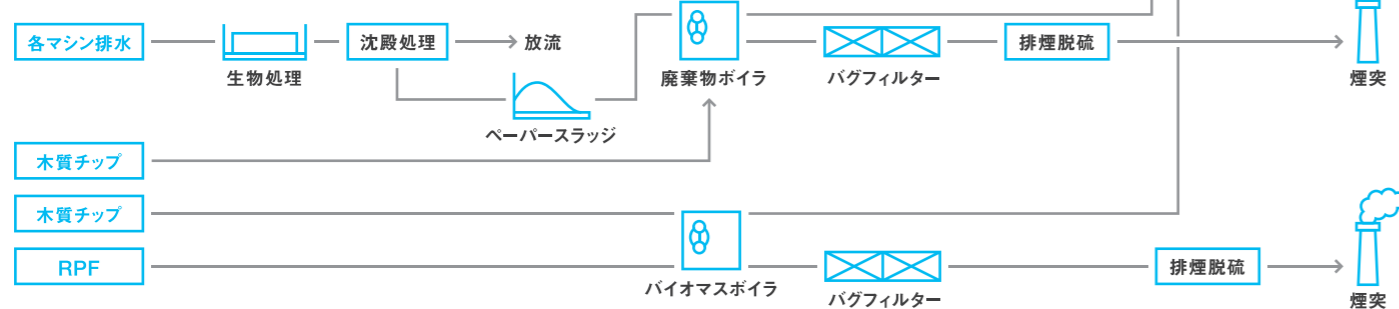 各マシン排水
生物処理
沈殿処理
放流
ペーパースラッジ
廃棄物ボイラ
バグフィルター
排煙脱硫
煙突
木質チップ
木質チップ
RPF
バイオマスボイラ
バグフィルター
排煙脱硫
煙突